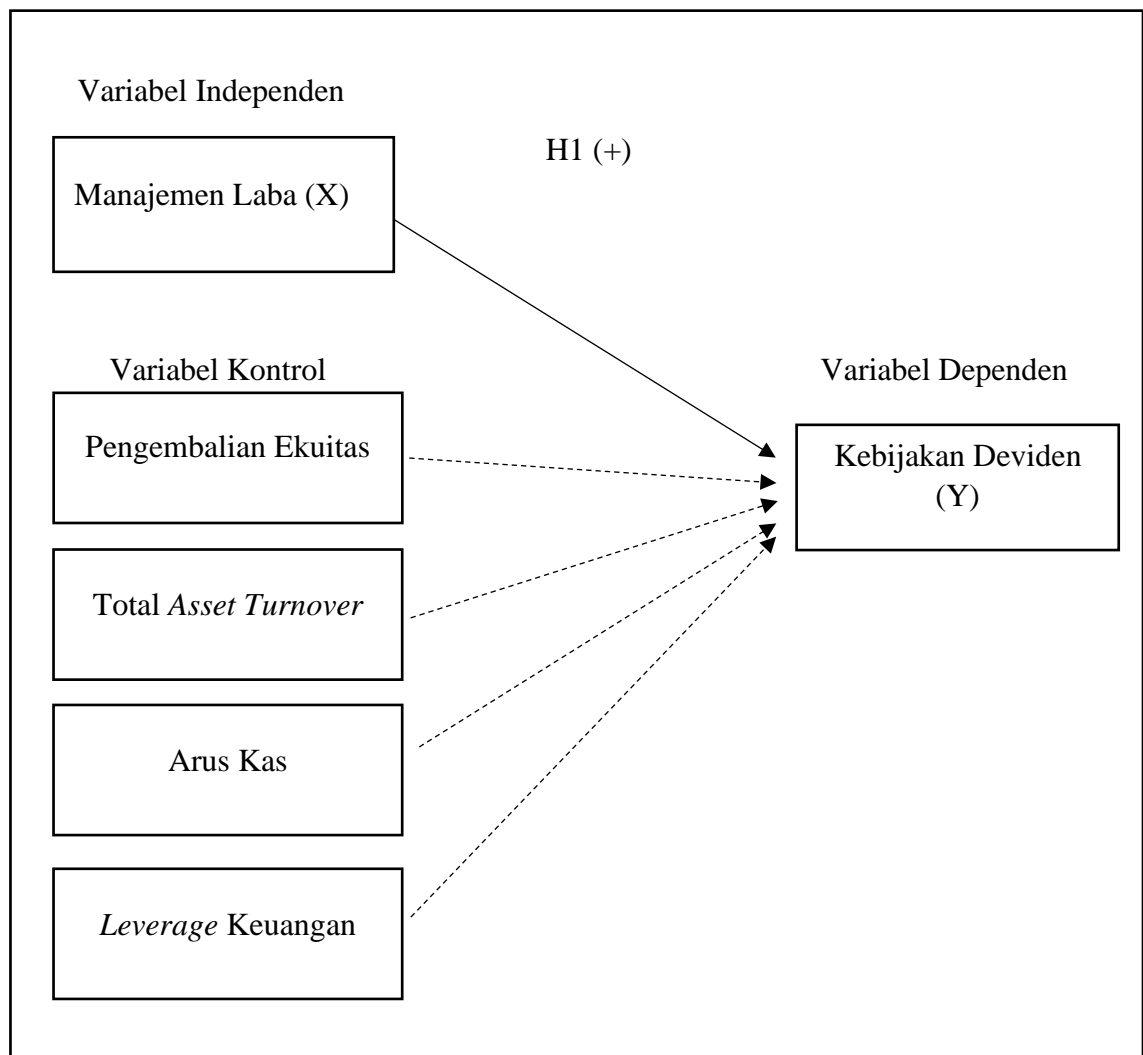 Variabel Independen
H1 (+)
Manajemen Laba (X)
Variabel Kontrol
Variabel Dependen
Pengembalian Ekuitas
Kebijakan Deviden
(Y)
Total Asset Turnover
Arus Kas
Leverage Keuangan